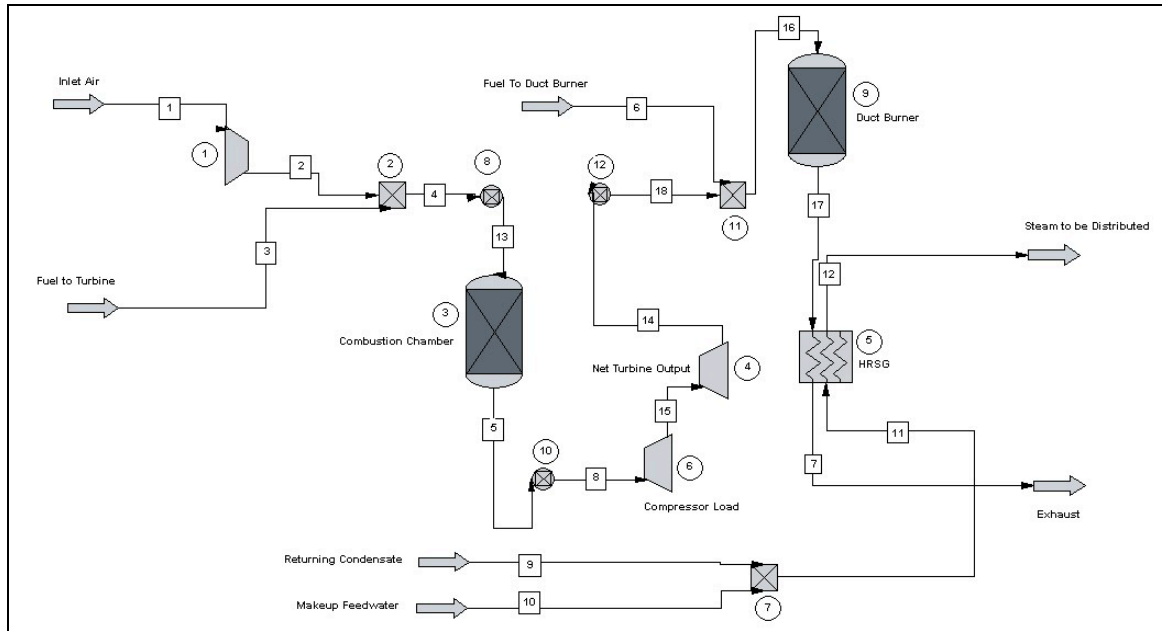 16
Inlet Air
Fuel To Duct Burner
9
1
6
Duct Burner
1
2
2
8
12
4
18
11
17
13
Steam to be Distributed
3
12
Fuel to Turbine
3
14
5
Combustion Chamber
HRSG
Net Turbine Output
4
15
5
11
10
7
8
6
Compressor Load
Exhaust
Returning Condensate
9
Makeup Feedwater
10
7